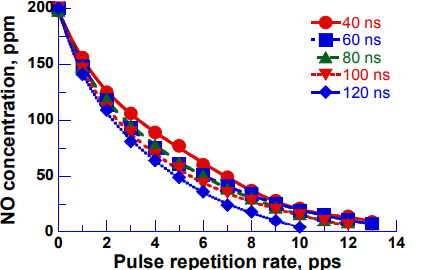 NO concentration, ppm
200
150
100
50
0
0 2 4 6 8 10 12 14
Pulse repetition rate, pps
40 ns
60 ns
80 ns
100 ns
120 ns